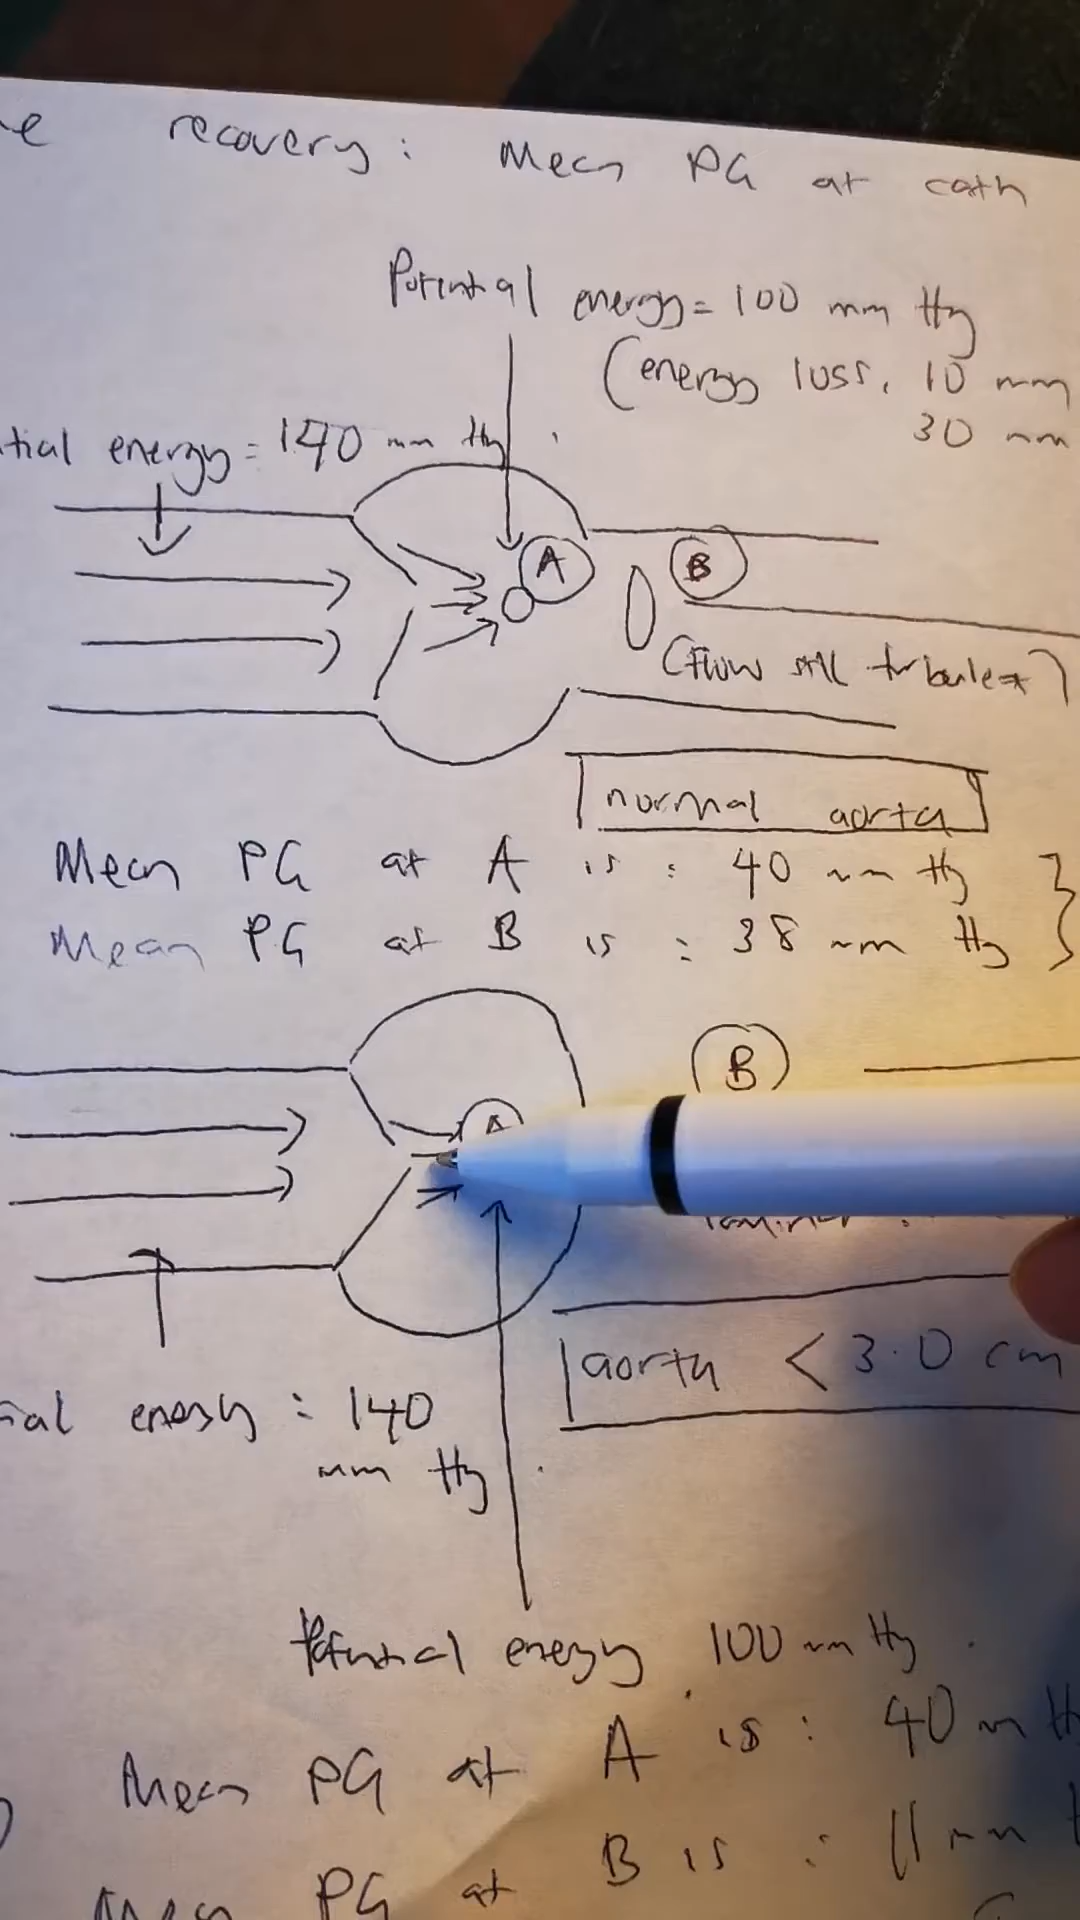 recovery: Mean PG at cath
Potential energy = 100 mm Hg
(energy loss, 10 mm
30 mm
tial energy = 140 mm Hg.
A
B
(Flow still turbulent)
normal aorta
Mean PG at A is : 40 mm Hg
Mean PG at B is : 38 mm Hg
B
A
laminar
aorta < 3.0 cm
ial energy : 140
mm Hg.
Potential energy 100 mm Hg.
Mean PG at A is : 40 m H
Mean PG at B is : 11 mm